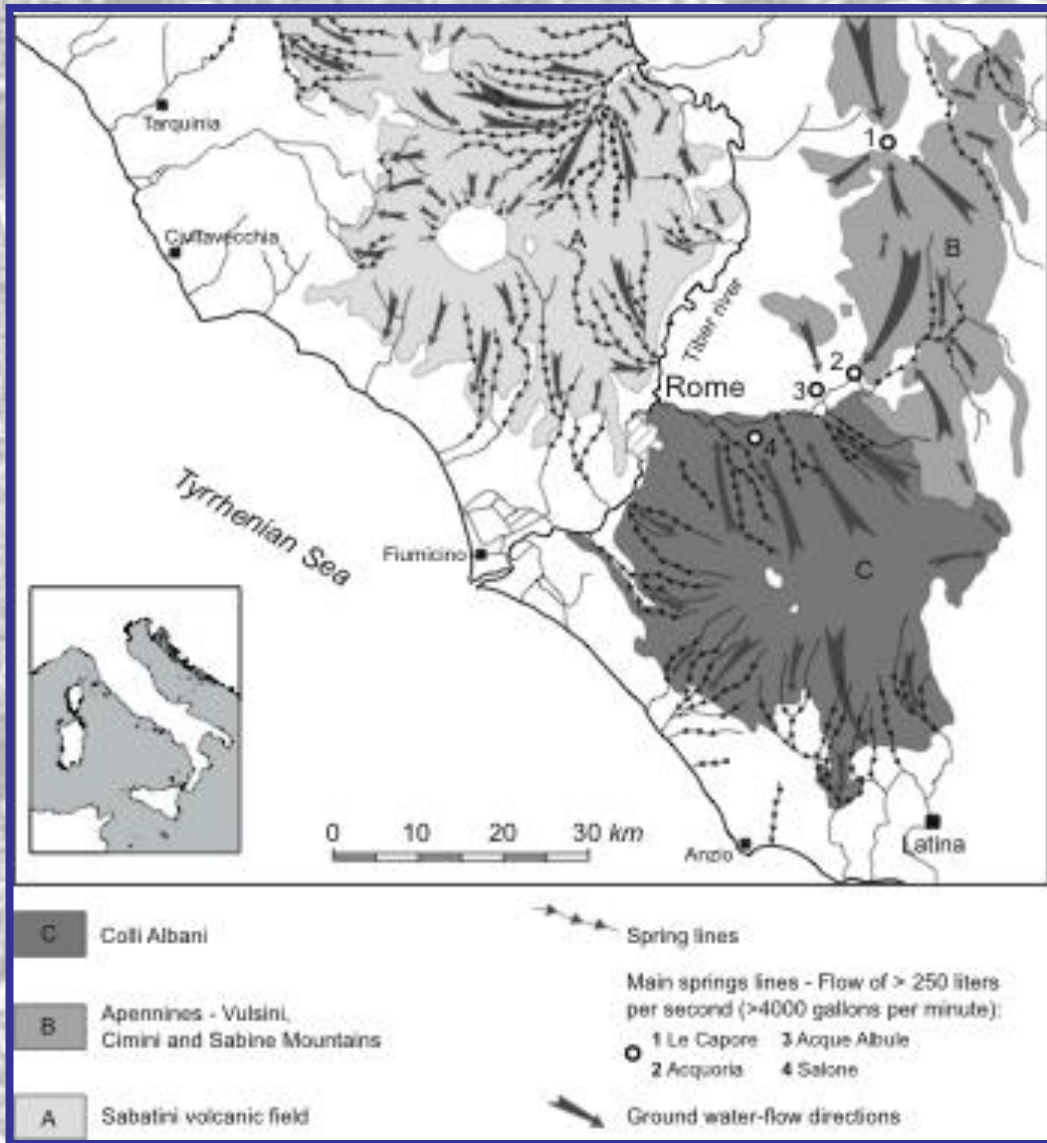 1
Tarquinia
Civitavecchia
A
B
Tiber river
2
3
Rome
4
Tyrrhenian Sea
Fiumicino
C
0 10 20 30 km
Anzio
Latina
C Colli Albani
B Apennines - Vulsini,
Cimini and Sabine Mountains
A Sabatini volcanic field
Spring lines
Main springs lines - Flow of > 250 liters
per second (>4000 gallons per minute):
1 Le Capore 3 Acque Albule
2 Acquoria 4 Salone
Ground water-flow directions